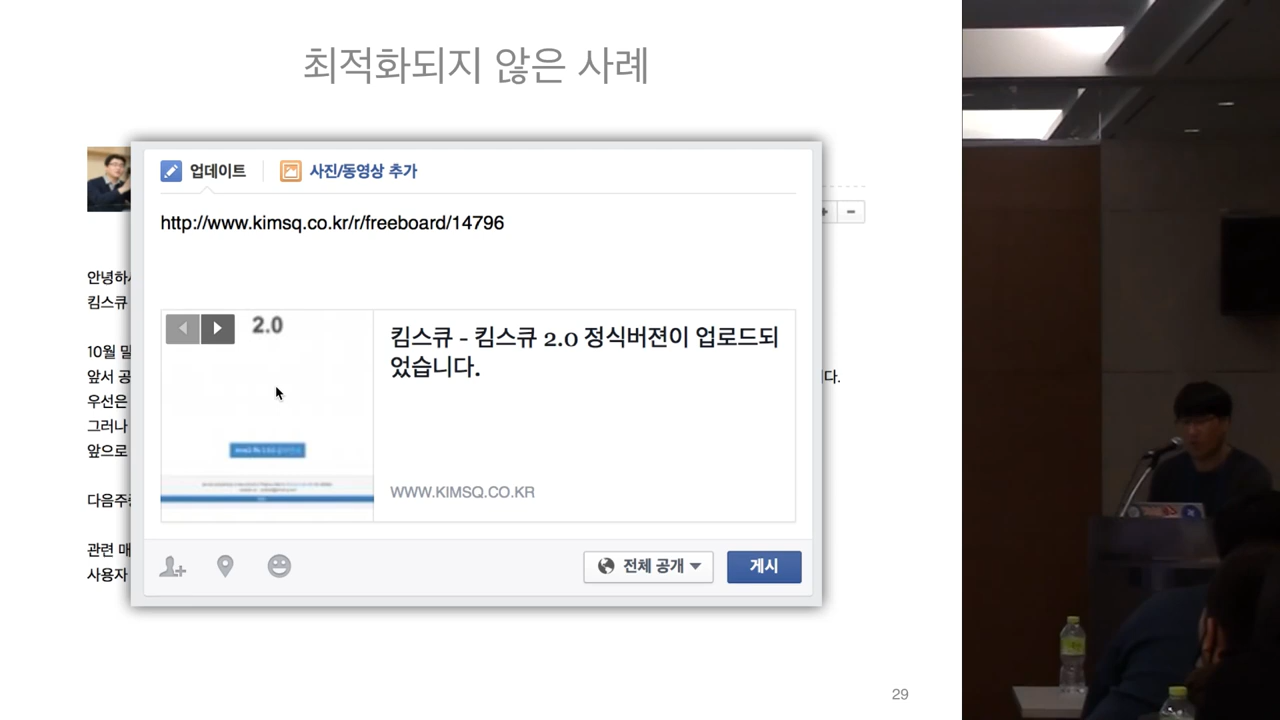 최적화되지 않은 사례
업데이트
사진/동영상 추가
http://www.kimsq.co.kr/r/freeboard/14796
안녕하
킴스큐
10월 말
앞서 공
다.
우선은
그러나
앞으로
다음주
관련 매
사용자
2.0
킴스큐 - 킴스큐 2.0 정식버젼이 업로드되
었습니다.
WWW.KIMSQ.CO.KR
전체 공개
게시
29